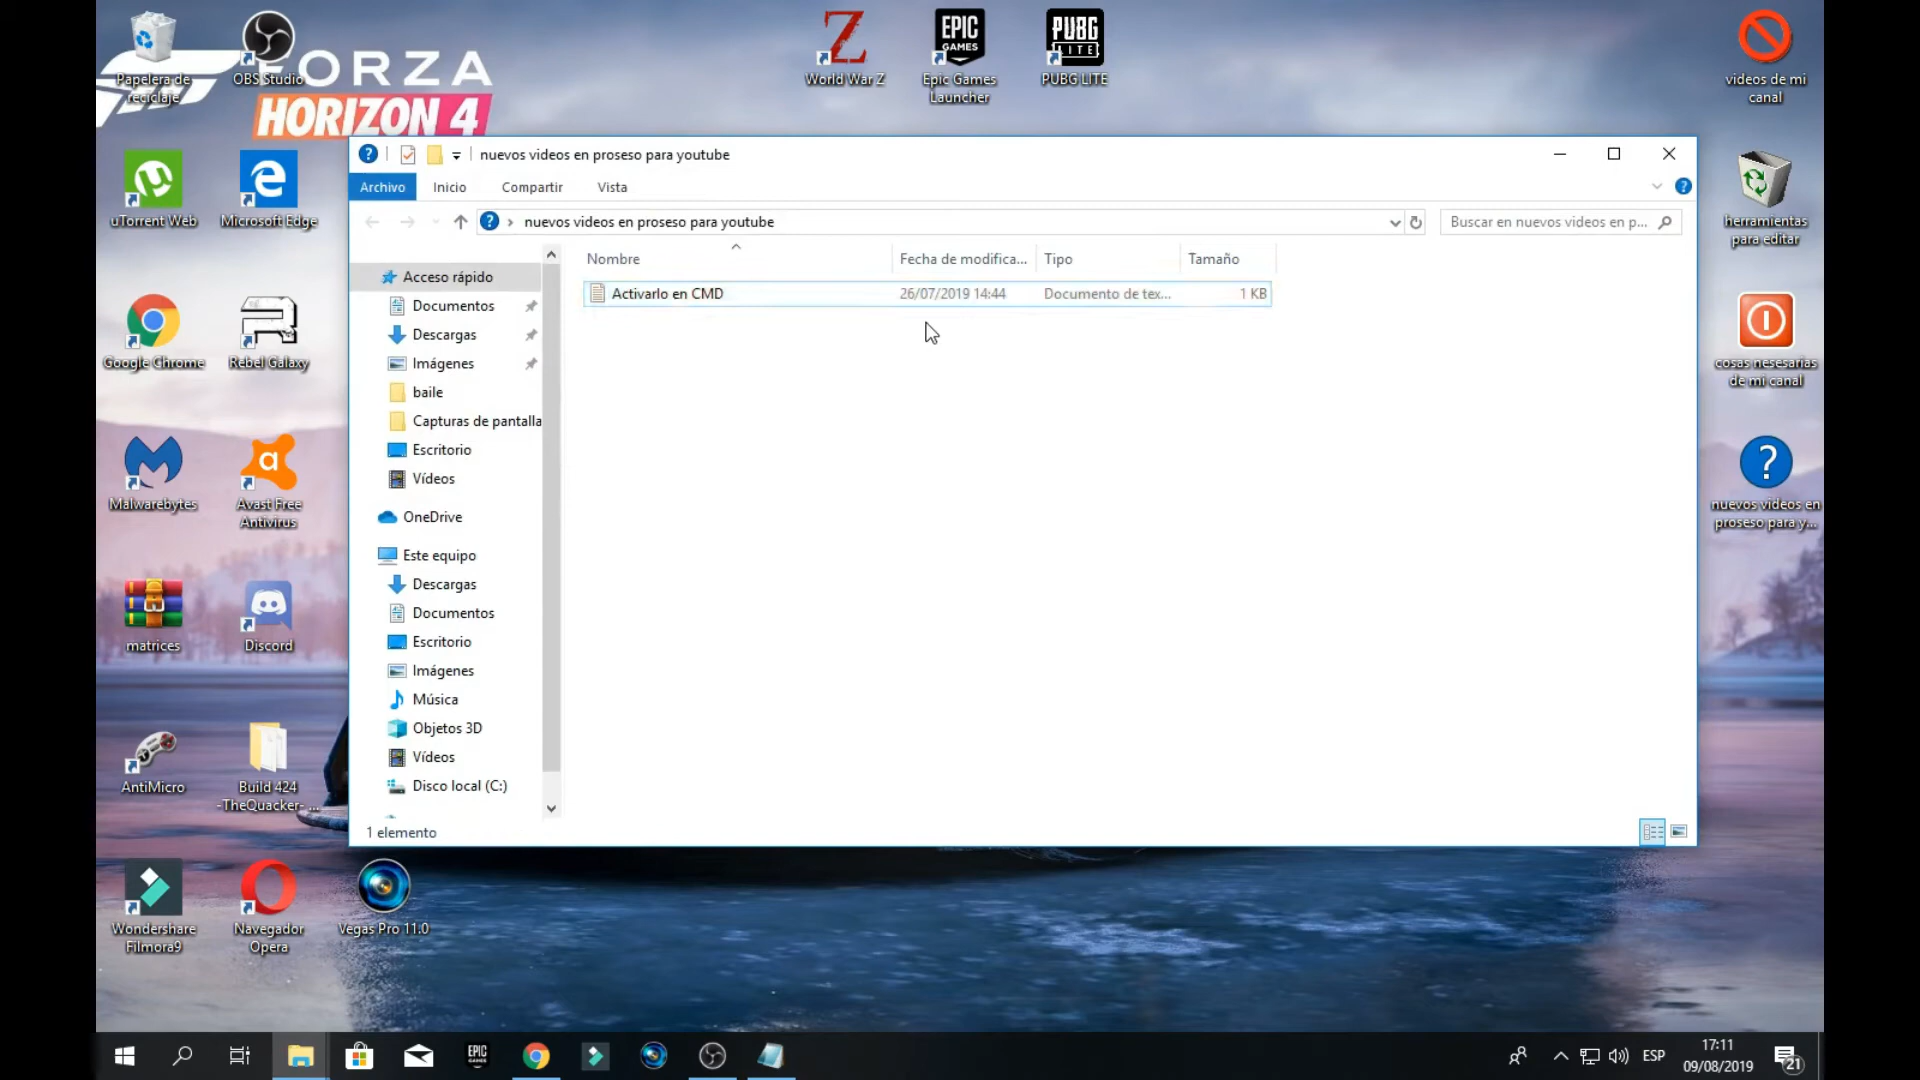 FORZA
HORIZON 4
Papelera de
reciclaje
OBS Studio
World War Z
EPIC
GAMES
Epic Games
Launcher
PUBG
LITE
PUBG LITE
videos de mi
canal
uTorrent Web
Microsoft Edge
herramientas
para editar
Google Chrome
Rebel Galaxy
cosas nesesarias
de mi canal
Malwarebytes
Avast Free
Antivirus
nuevos videos en
proseso para y...
matrices
Discord
AntiMicro
Build 424
-TheQuacker- ...
Wondershare
Filmora9
Navegador
Opera
Vegas Pro 11.0
nuevos videos en proseso para youtube
Archivo
Inicio
Compartir
Vista
nuevos videos en proseso para youtube
Buscar en nuevos videos en p...
Nombre
Fecha de modifica...
Tipo
Tamaño
Activarlo en CMD
26/07/2019 14:44
Documento de tex...
1 KB
Acceso rápido
Documentos
Descargas
Imágenes
baile
Capturas de pantalla
Escritorio
Vídeos
OneDrive
Este equipo
Descargas
Documentos
Escritorio
Imágenes
Música
Objetos 3D
Vídeos
Disco local (C:)
1 elemento
EPIC
ESP
17:11
09/08/2019
21